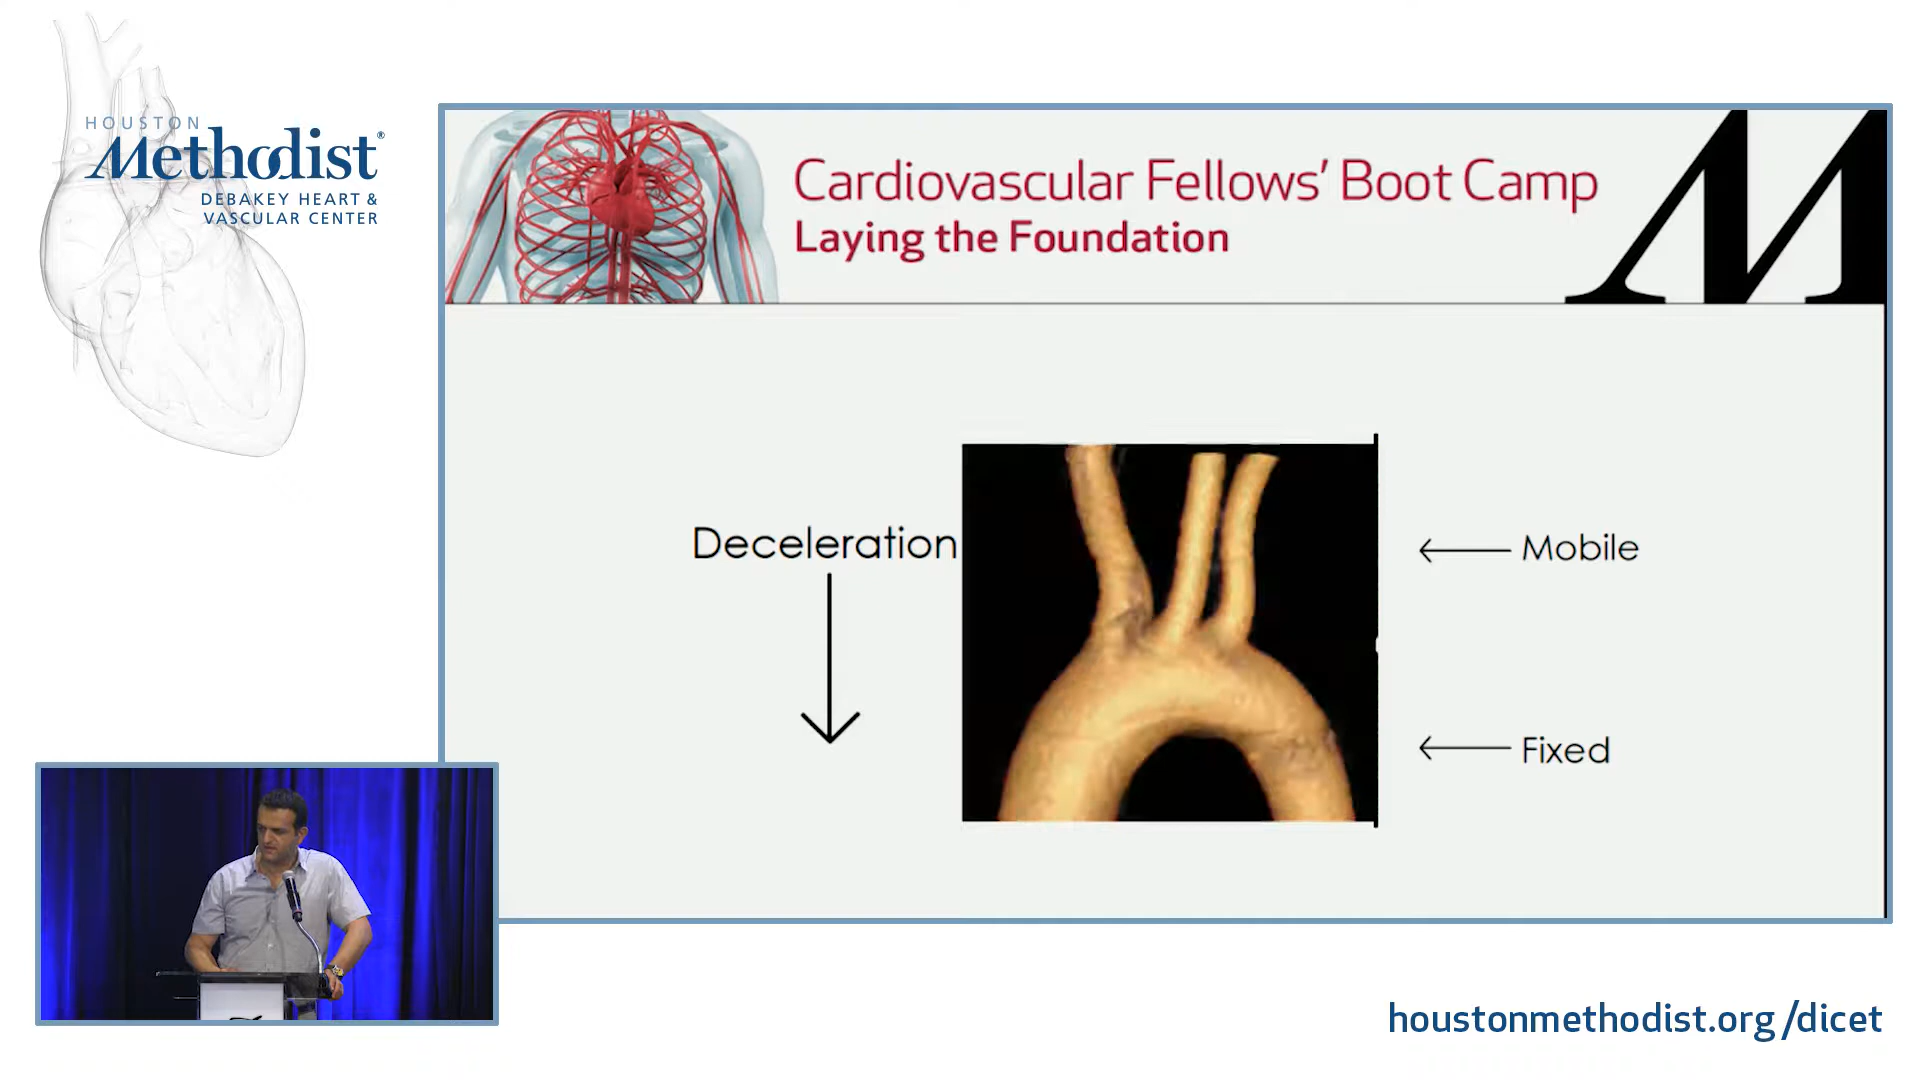 HOUSTON
Methodist®
DEBAKEY HEART &
VASCULAR CENTER
Cardiovascular Fellows' Boot Camp
Laying the Foundation
M
Deceleration
Mobile
Fixed
houstonmethodist.org/dicet